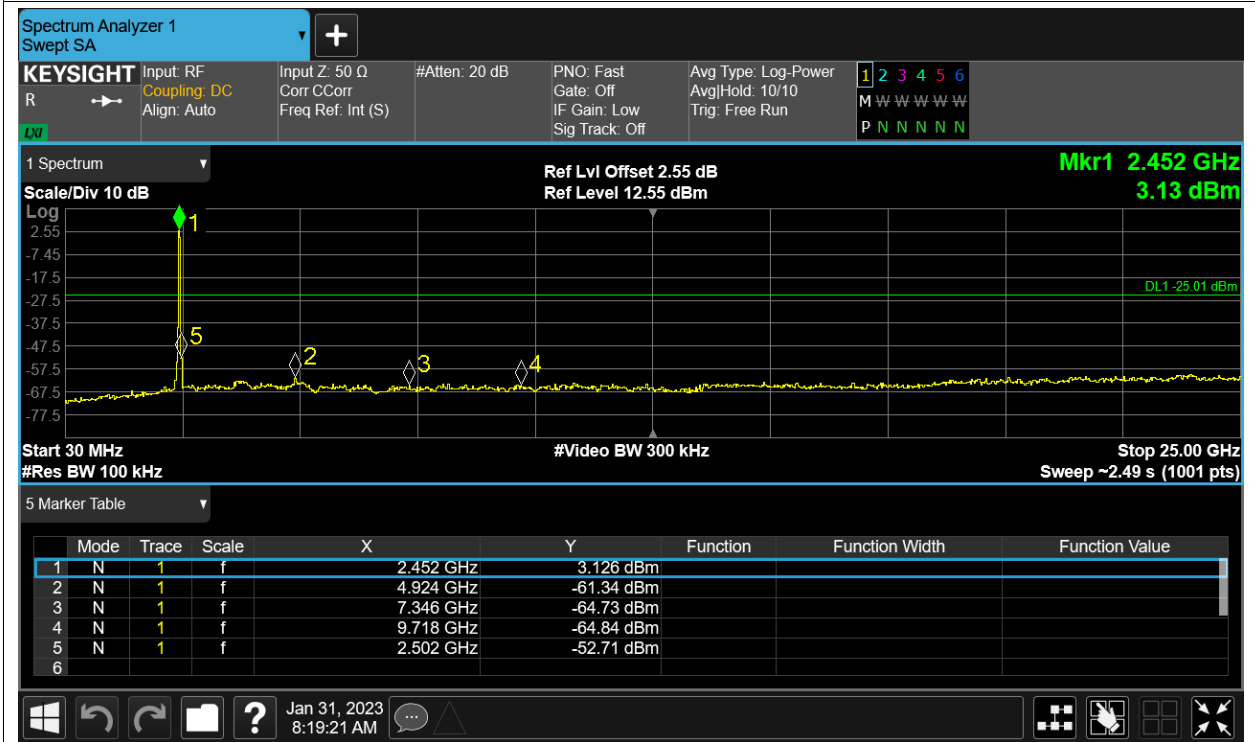 Spectrum Analyzer 1
Swept SA
+
KEYSIGHT
R
LXI
Input: RF
Coupling: DC
Align: Auto
Input Z: 50 Ω
Corr CCorr
Freq Ref: Int (S)
#Atten: 20 dB
PNO: Fast
Gate: Off
IF Gain: Low
Sig Track: Off
Avg Type: Log-Power
Avg|Hold: 10/10
Trig: Free Run
1 2 3 4 5 6
M W W W W W
P N N N N N
1 Spectrum
Scale/Div 10 dB
Ref Lvl Offset 2.55 dB
Ref Level 12.55 dBm
Mkr1 2.452 GHz
3.13 dBm
Log
2.55
-7.45
-17.5
-27.5
-37.5
-47.5
-57.5
-67.5
-77.5
1
5
2
3
4
DL1 -25.01 dBm
Start 30 MHz
#Res BW 100 kHz
#Video BW 300 kHz
Stop 25.00 GHz
Sweep ~2.49 s (1001 pts)
5 Marker Table
Mode Trace Scale X Y Function Function Width Function Value
1 N 1 f 2.452 GHz 3.126 dBm
2 N 1 f 4.924 GHz -61.34 dBm
3 N 1 f 7.346 GHz -64.73 dBm
4 N 1 f 9.718 GHz -64.84 dBm
5 N 1 f 2.502 GHz -52.71 dBm
6
?
Jan 31, 2023
8:19:21 AM